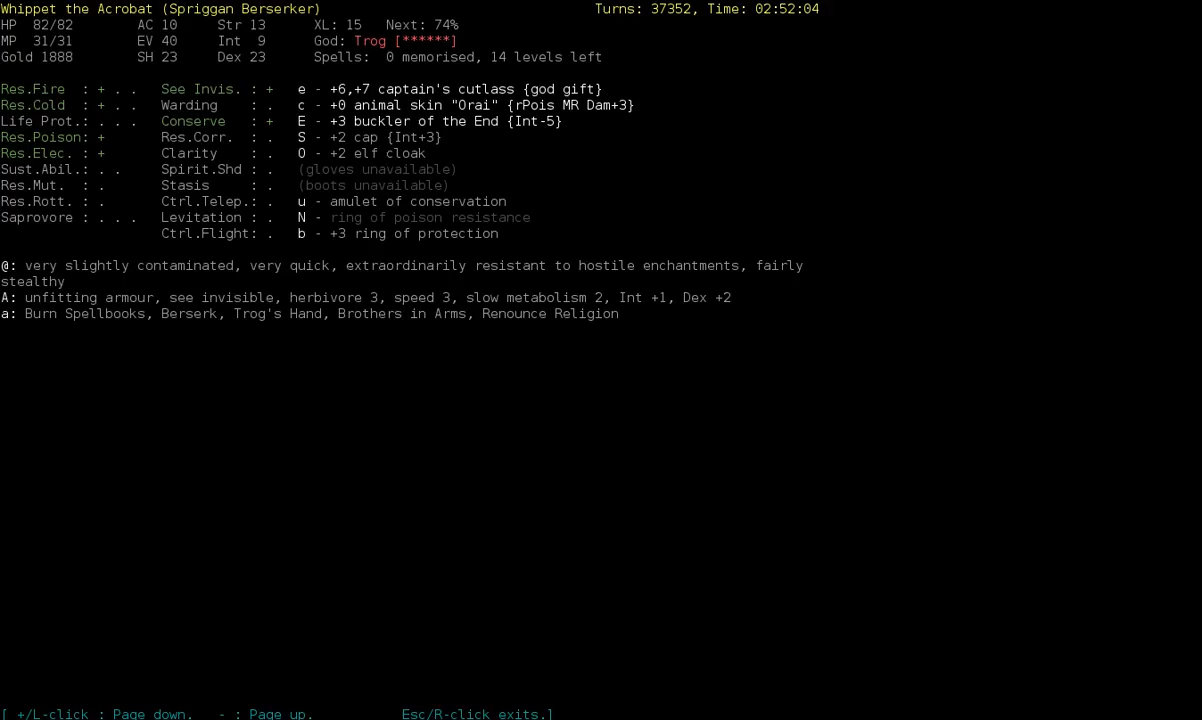 Whippet the Acrobat (Spriggan Berserker) Turns: 37352, Time: 02:52:04
HP 82/82 AC 10 Str 13 XL: 15 Next: 74%
MP 31/31 EV 40 Int 9 God: Trog [******]
Gold 1888 SH 23 Dex 23 Spells: 0 memorised, 14 levels left
Res.Fire : + . . See Invis. : + e - +6,+7 captain's cutlass {god gift}
Res.Cold : + . . Warding : . c - +0 animal skin "Orai" {rPois MR Dam+3}
Life Prot.: . . . Conserve : + E - +3 buckler of the End {Int-5}
Res.Poison: + Res.Corr. : . S - +2 cap {Int+3}
Res.Elec. : + Clarity : . O - +2 elf cloak
Sust.Abil.: . . Spirit.Shd : . (gloves unavailable)
Res.Mut. : . Stasis : . (boots unavailable)
Res.Rott. : . Ctrl.Telep.: . u - amulet of conservation
Saprovore : . . . Levitation : . N - ring of poison resistance
Ctrl.Flight: . b - +3 ring of protection
@: very slightly contaminated, very quick, extraordinarily resistant to hostile enchantments, fairly
stealthy
A: unfitting armour, see invisible, herbivore 3, speed 3, slow metabolism 2, Int +1, Dex +2
a: Burn Spellbooks, Berserk, Trog's Hand, Brothers in Arms, Renounce Religion
[ +/L-click : Page down. - : Page up. Esc/R-click exits.]